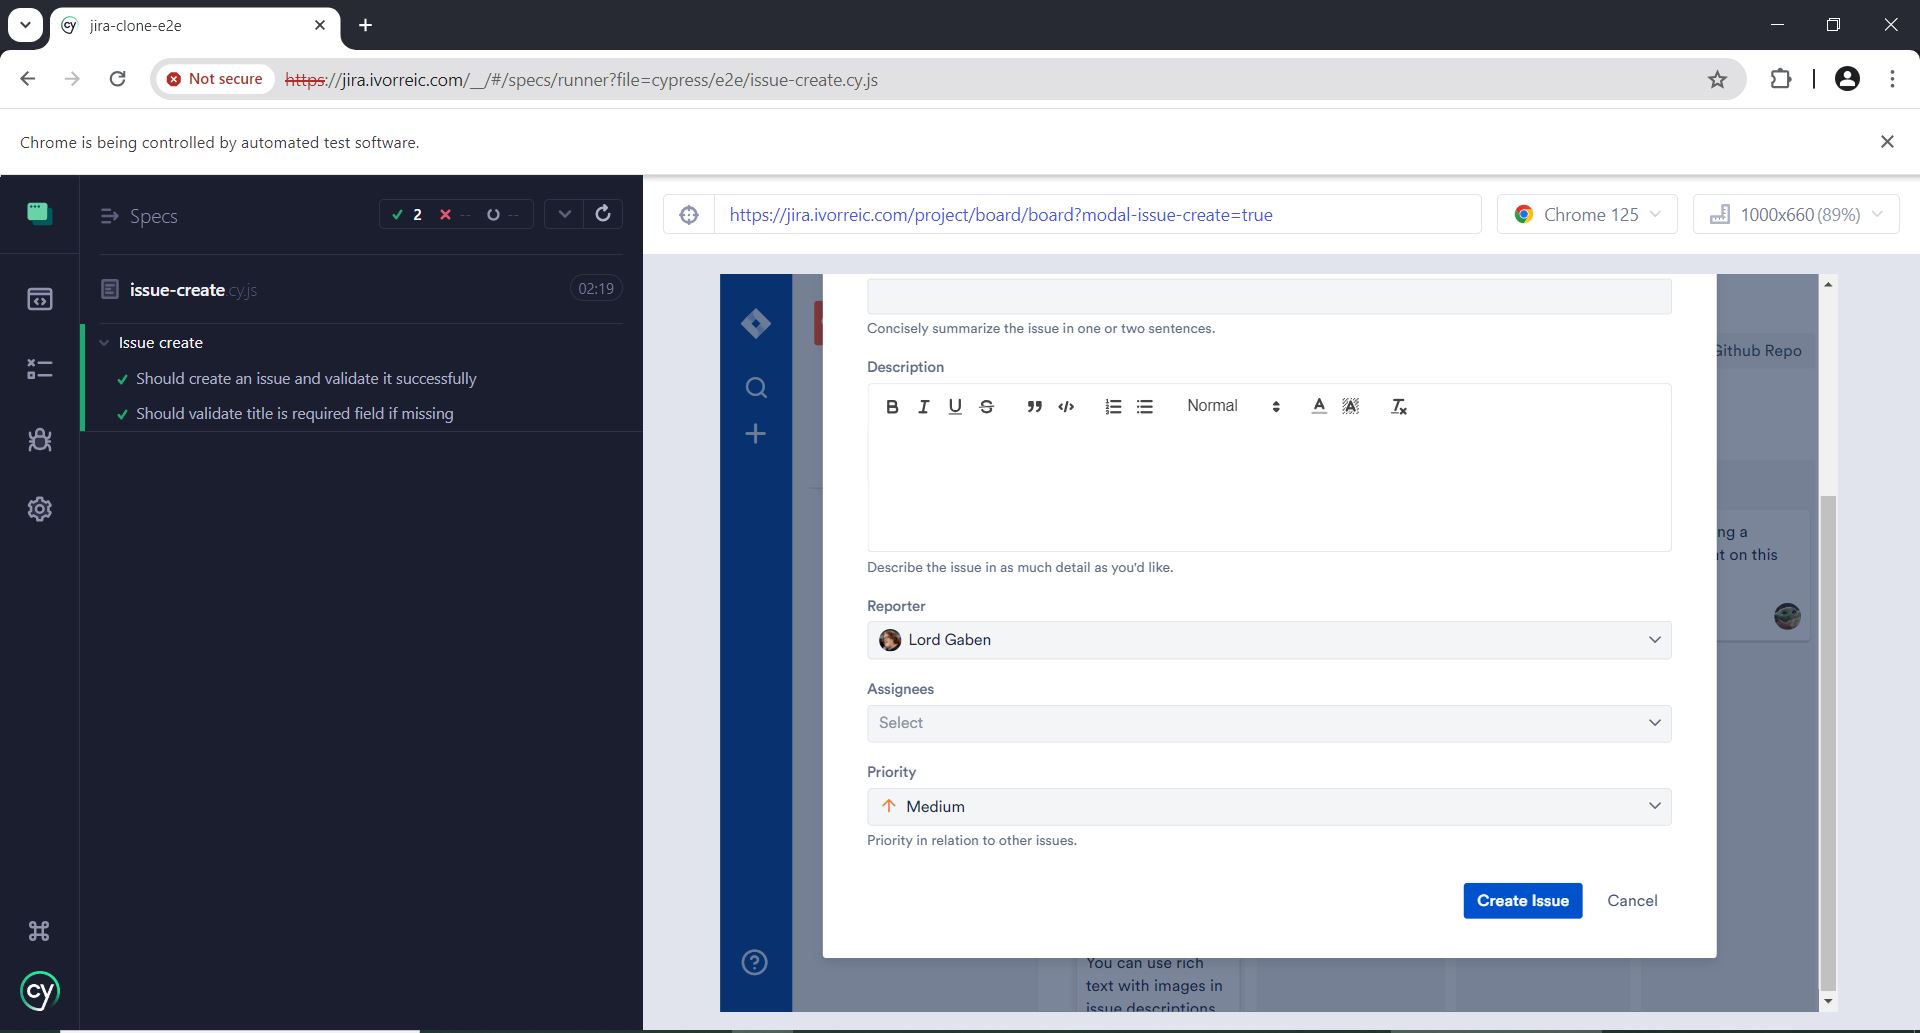 jira-clone-e2e
Not secure
https://jira.ivorreic.com/__/#/specs/runner?file=cypress/e2e/issue-create.cy.js
Chrome is being controlled by automated test software.
Specs
2 -- --
https://jira.ivorreic.com/project/board/board?modal-issue-create=true
Chrome 125
1000x660 (89%)
issue-create.cy.js
02:19
Issue create
Should create an issue and validate it successfully
Should validate title is required field if missing
Concisely summarize the issue in one or two sentences.
Github Repo
Description
Normal
ng a
t on this
Describe the issue in as much detail as you'd like.
Reporter
Lord Gaben
Assignees
Select
Priority
Medium
Priority in relation to other issues.
Create Issue
Cancel
You can use rich
text with images in
issue descriptions
cy